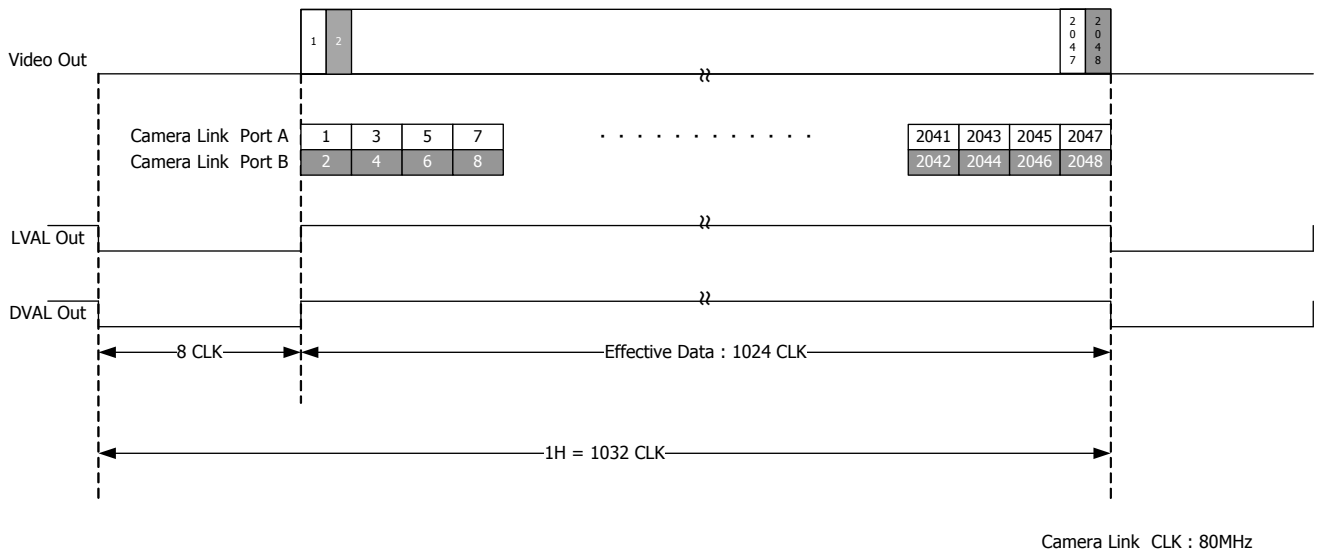 1 2 2047 2048
Video Out
Camera Link Port A 1 3 5 7 . . . . . . . . . . . . . 2041 2043 2045 2047
Camera Link Port B 2 4 6 8 2042 2044 2046 2048
LVAL Out
DVAL Out
8 CLK Effective Data : 1024 CLK
1H = 1032 CLK
Camera Link CLK : 80MHz